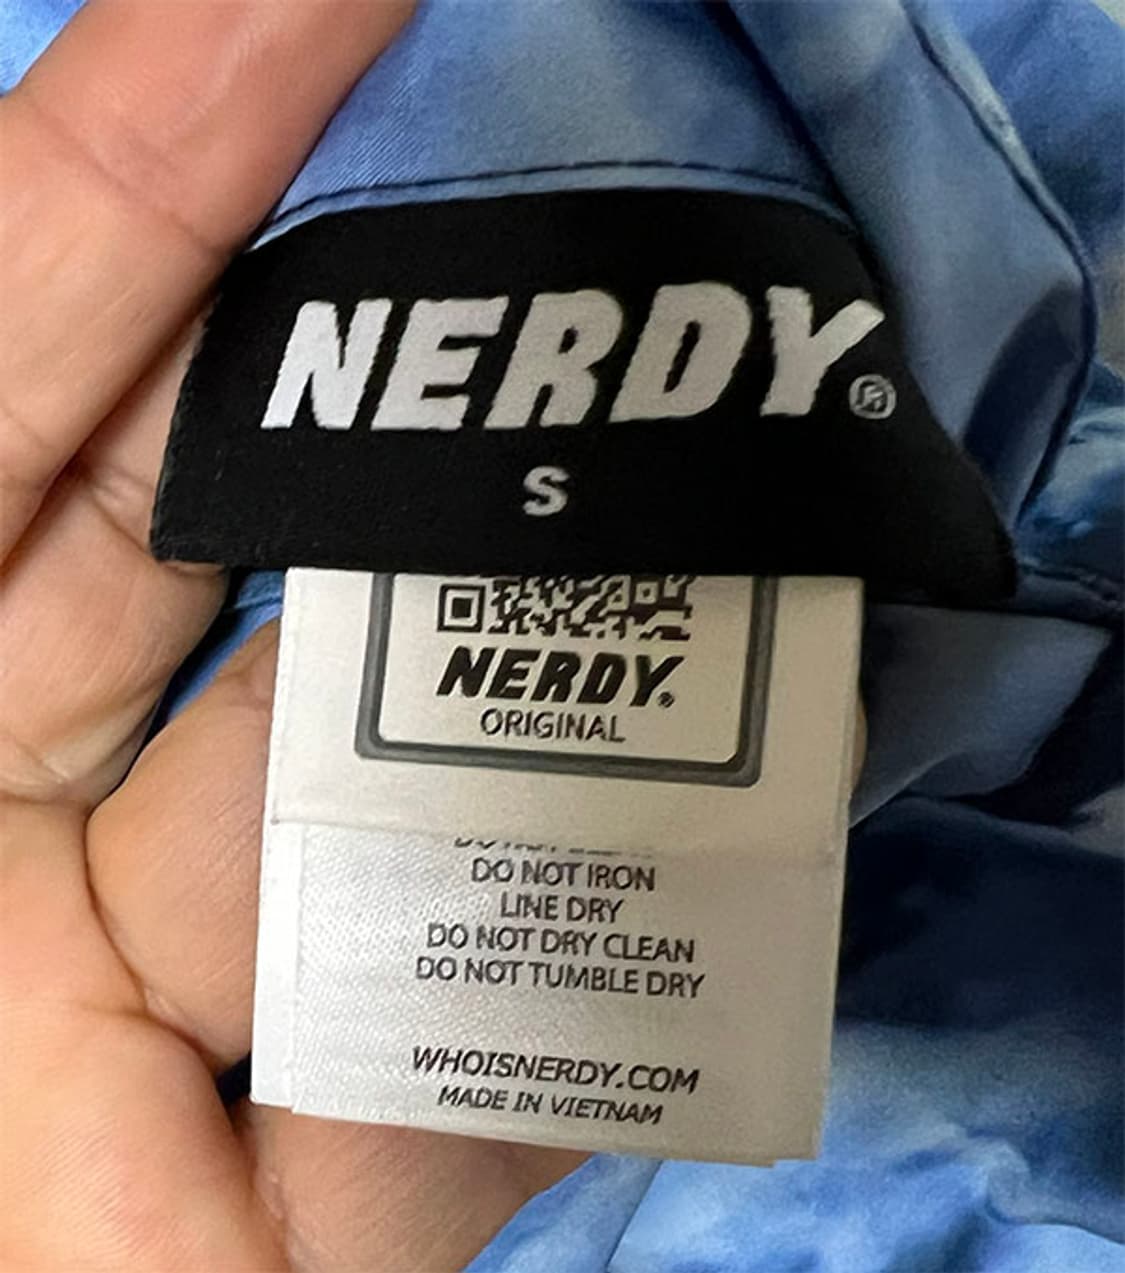 NERDY®
S
NERDY®
ORIGINAL
DO NOT IRON
LINE DRY
DO NOT DRY CLEAN
DO NOT TUMBLE DRY
WHOISNERDY.COM
MADE IN VIETNAM